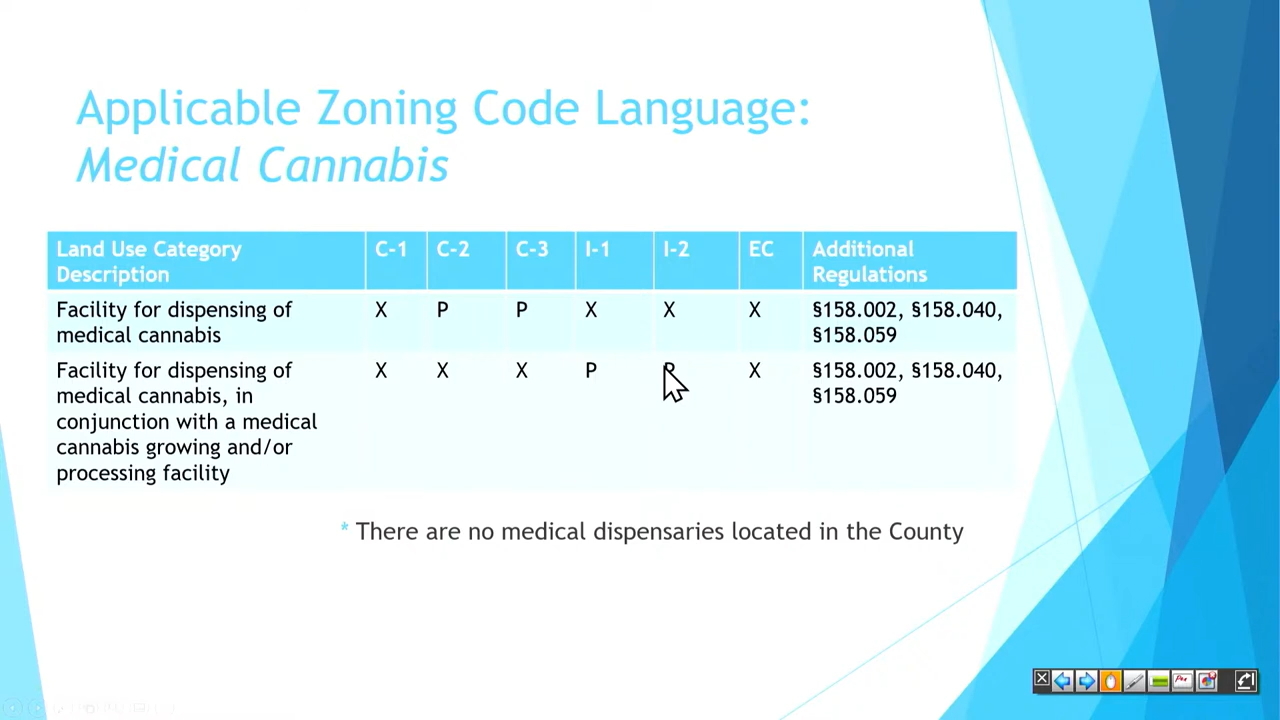 Applicable Zoning Code Language:
Medical Cannabis
Land Use Category Description C-1 C-2 C-3 I-1 I-2 EC Additional Regulations
Facility for dispensing of medical cannabis X P P X X X §158.002, §158.040, §158.059
Facility for dispensing of medical cannabis, in conjunction with a medical cannabis growing and/or processing facility X X X P P X §158.002, §158.040, §158.059
* There are no medical dispensaries located in the County